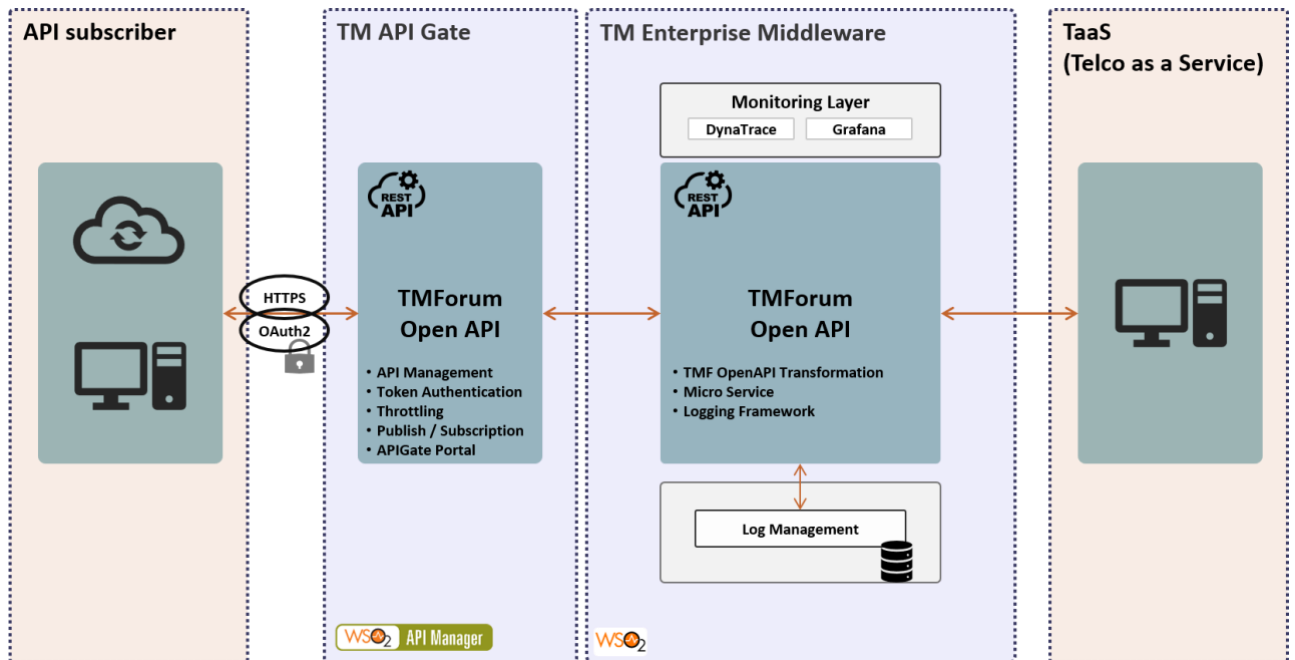 API subscriber
TM API Gate
TM Enterprise Middleware
TaaS
(Telco as a Service)
Monitoring Layer
DynaTrace
Grafana
REST
API
REST
API
HTTPS
OAuth2
TMForum
Open API
• API Management
• Token Authentication
• Throttling
• Publish / Subscription
• APIGate Portal
TMForum
Open API
• TMF OpenAPI Transformation
• Micro Service
• Logging Framework
Log Management
WSO2 API Manager
WSO2